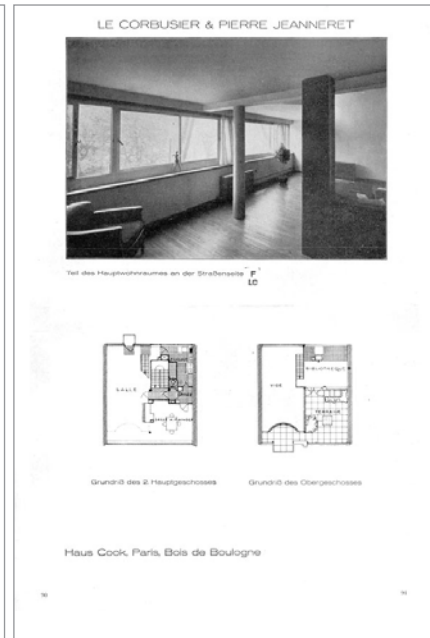 LE CORBUSIER & PIERRE JEANNERET
Teil des Hauptwohnraumes an der Straßenseite F
LC
SALLE
VIDE
BIBLIOTHEQUE
TERRASSE
Grundriß des 2. Hauptgeschosses
Grundriß des Obergeschosses
Haus Cook, Paris, Bois de Boulogne